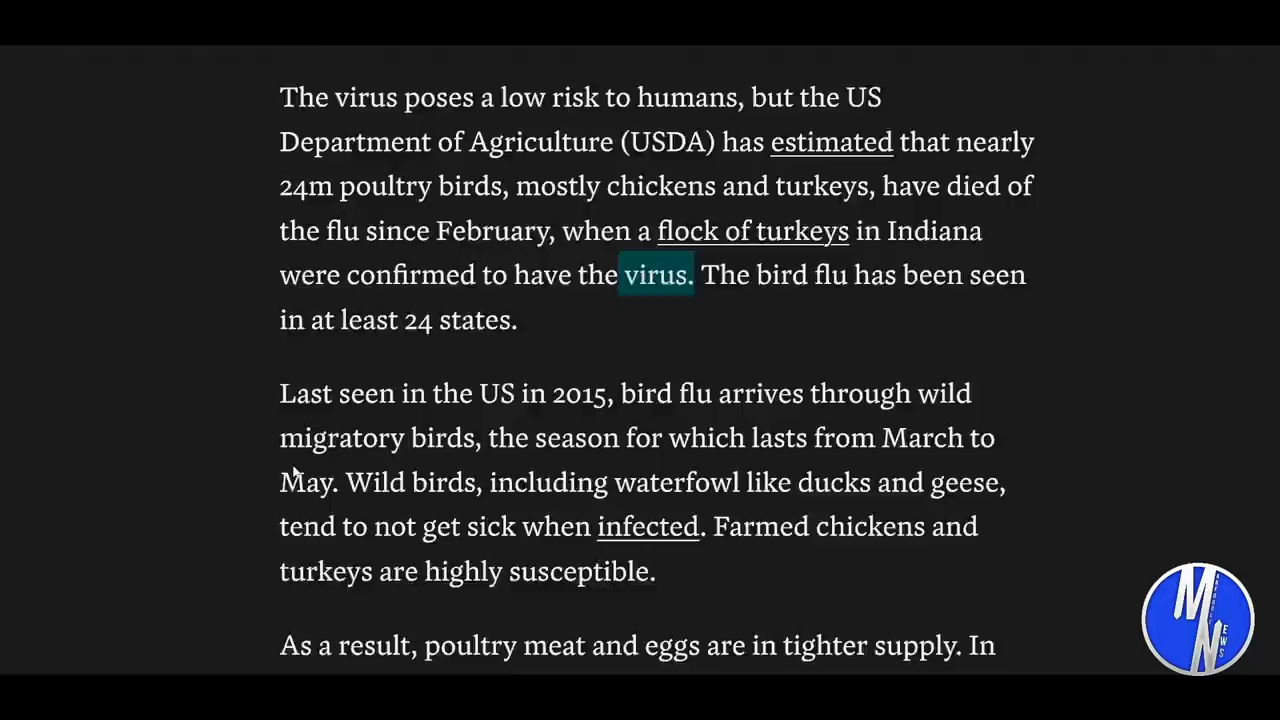 The virus poses a low risk to humans, but the US
Department of Agriculture (USDA) has estimated that nearly
24m poultry birds, mostly chickens and turkeys, have died of
the flu since February, when a flock of turkeys in Indiana
were confirmed to have the virus. The bird flu has been seen
in at least 24 states.
Last seen in the US in 2015, bird flu arrives through wild
migratory birds, the season for which lasts from March to
May. Wild birds, including waterfowl like ducks and geese,
tend to not get sick when infected. Farmed chickens and
turkeys are highly susceptible.
As a result, poultry meat and eggs are in tighter supply. In
M
N
EWS